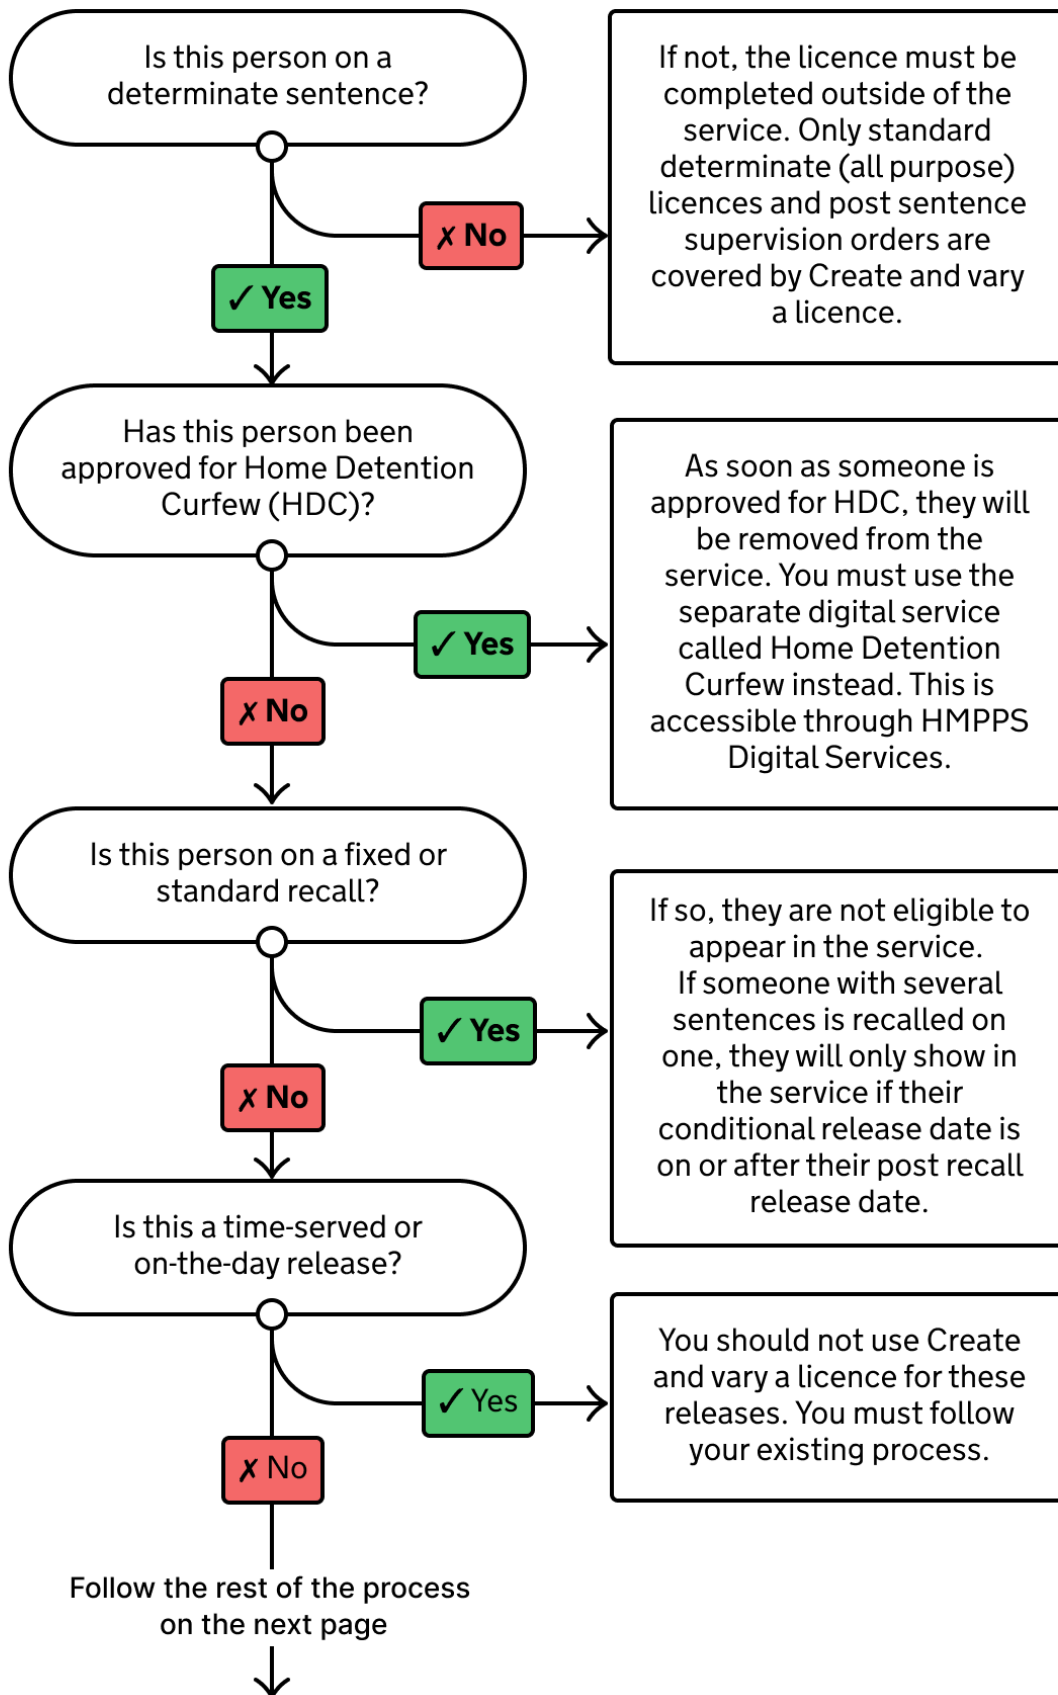 Is this person on a
determinate sentence?
If not, the licence must be
completed outside of the
service. Only standard
determinate (all purpose)
licences and post sentence
supervision orders are
covered by Create and vary
a licence.
✗ No
✓ Yes
Has this person been
approved for Home Detention
Curfew (HDC)?
As soon as someone is
approved for HDC, they will
be removed from the
service. You must use the
separate digital service
called Home Detention
Curfew instead. This is
accessible through HMPPS
Digital Services.
✓ Yes
✗ No
Is this person on a fixed or
standard recall?
If so, they are not eligible to
appear in the service.
If someone with several
sentences is recalled on
one, they will only show in
the service if their
conditional release date is
on or after their post recall
release date.
✓ Yes
✗ No
Is this a time-served or
on-the-day release?
You should not use Create
and vary a licence for these
releases. You must follow
your existing process.
✓ Yes
✗ No
Follow the rest of the process
on the next page